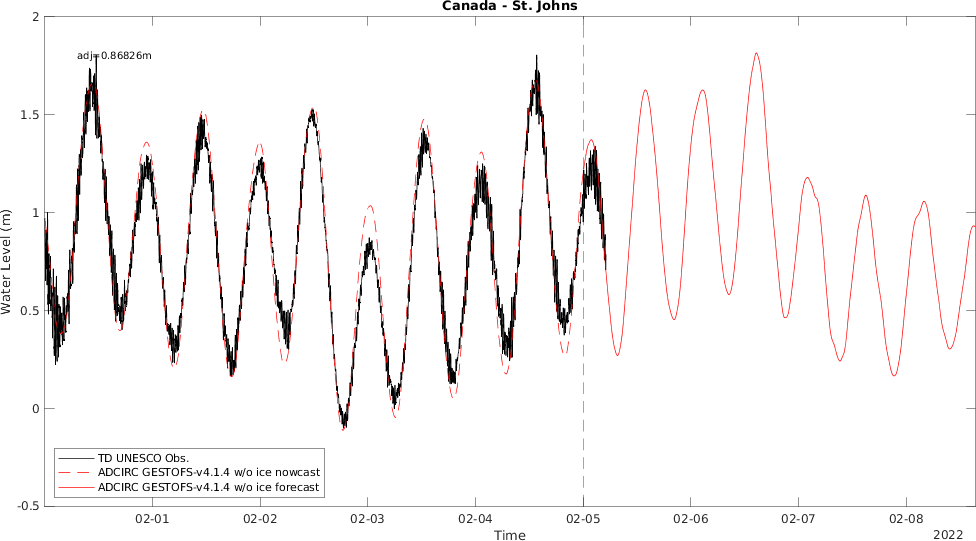 Canada - St. Johns
adj=0.86826m
2
1.5
1
0.5
0
-0.5
Water Level (m)
TD UNESCO Obs.
ADCIRC GESTOFS-v4.1.4 w/o ice nowcast
ADCIRC GESTOFS-v4.1.4 w/o ice forecast
02-01 02-02 02-03 02-04 02-05 02-06 02-07 02-08
Time
2022